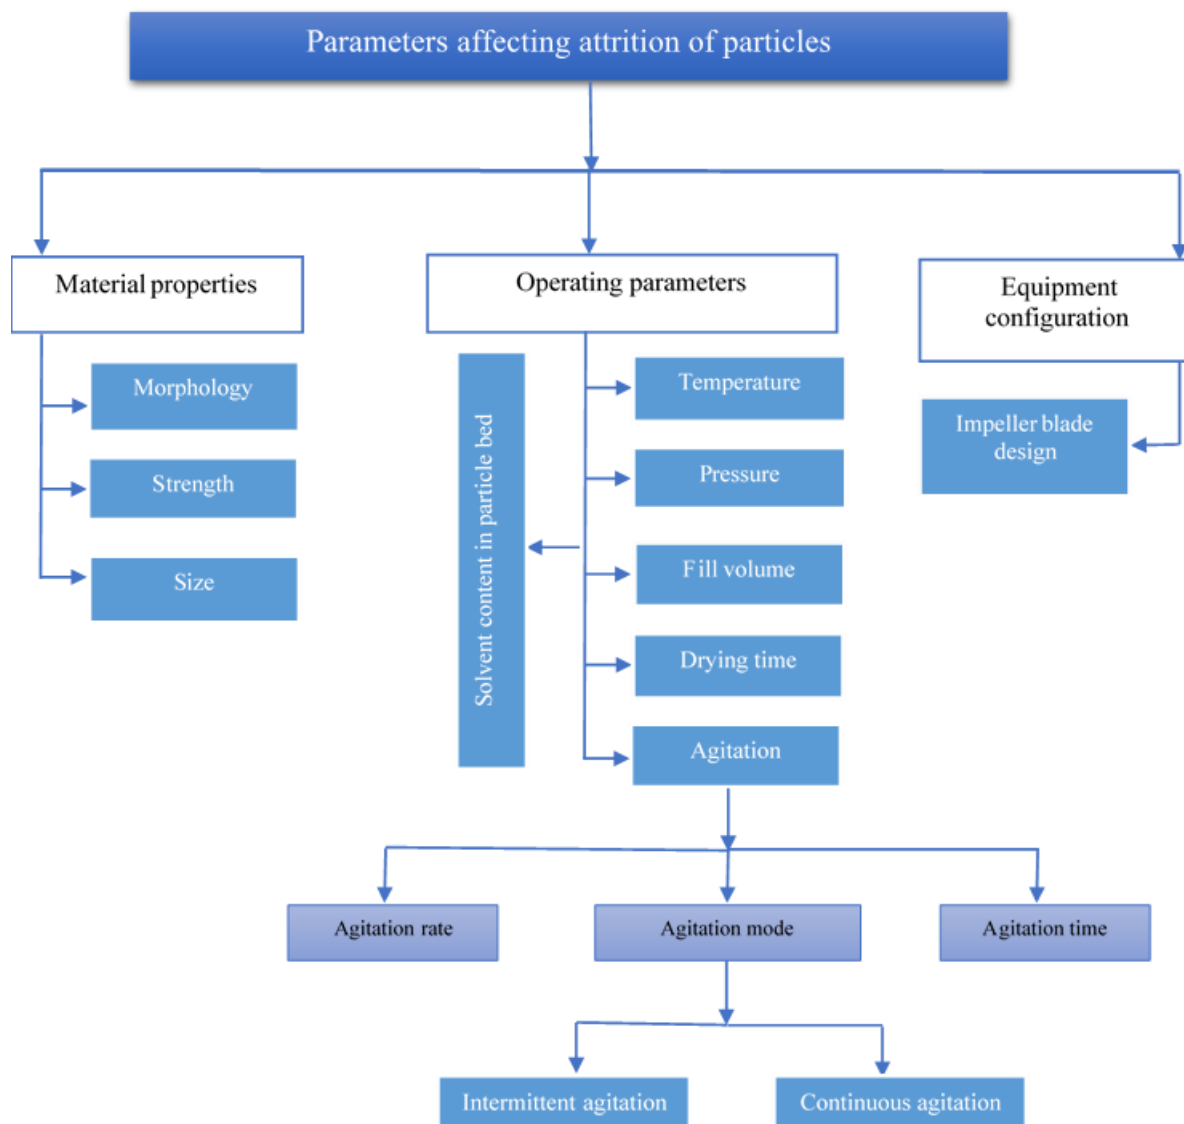 Parameters affecting attrition of particles
Material properties
Operating parameters
Equipment
configuration
Morphology
Strength
Size
Solvent content in particle bed
Temperature
Pressure
Fill volume
Drying time
Agitation
Impeller blade
design
Agitation rate
Agitation mode
Agitation time
Intermittent agitation
Continuous agitation